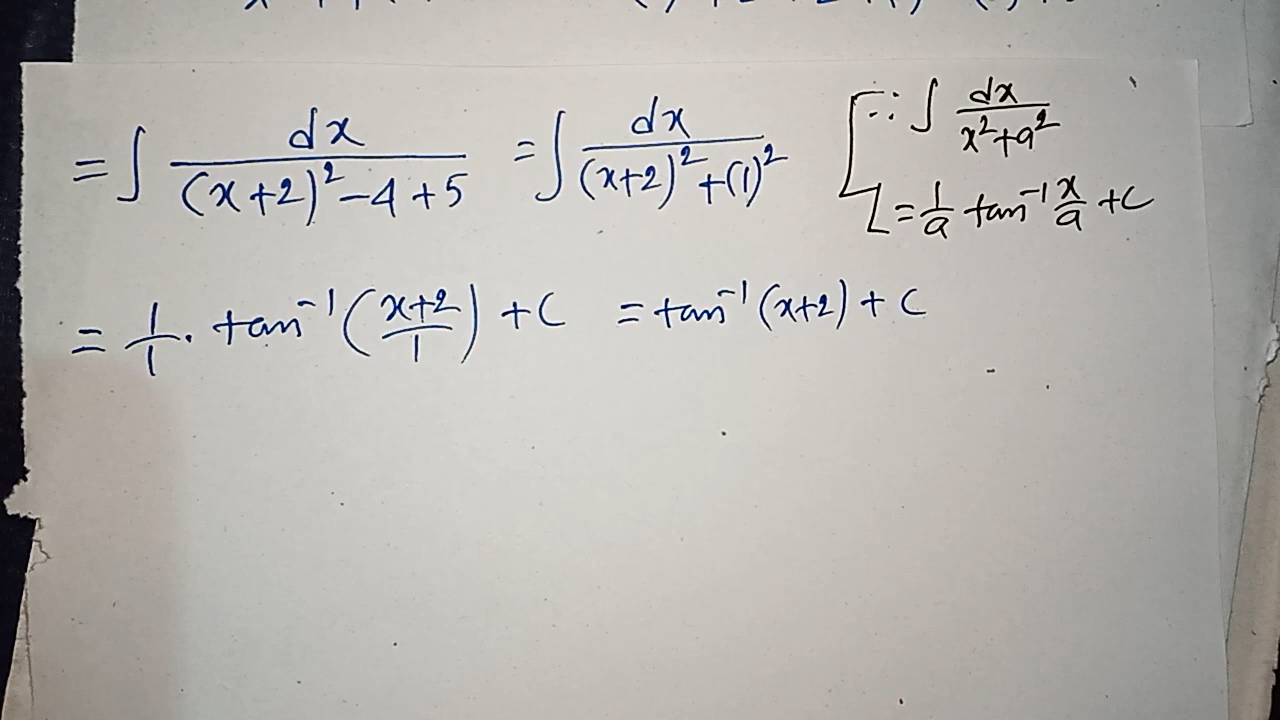 = ∫ dx / (x+2)² - 4 + 5 = ∫ dx / (x+2)² + (1)² [∵ ∫ dx / x² + a²
= 1/a tan⁻¹ x/a + C
= 1/1 · tan⁻¹ (x+2 / 1) + C = tan⁻¹ (x+2) + C